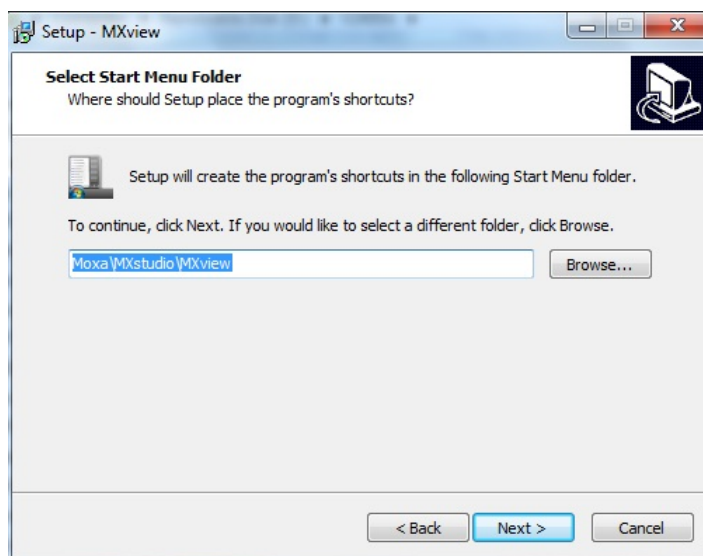 Setup - MXview
Select Start Menu Folder
Where should Setup place the program's shortcuts?
Setup will create the program's shortcuts in the following Start Menu folder.
To continue, click Next. If you would like to select a different folder, click Browse.
Moxa\MXstudio\MXview
Browse...
< Back
Next >
Cancel